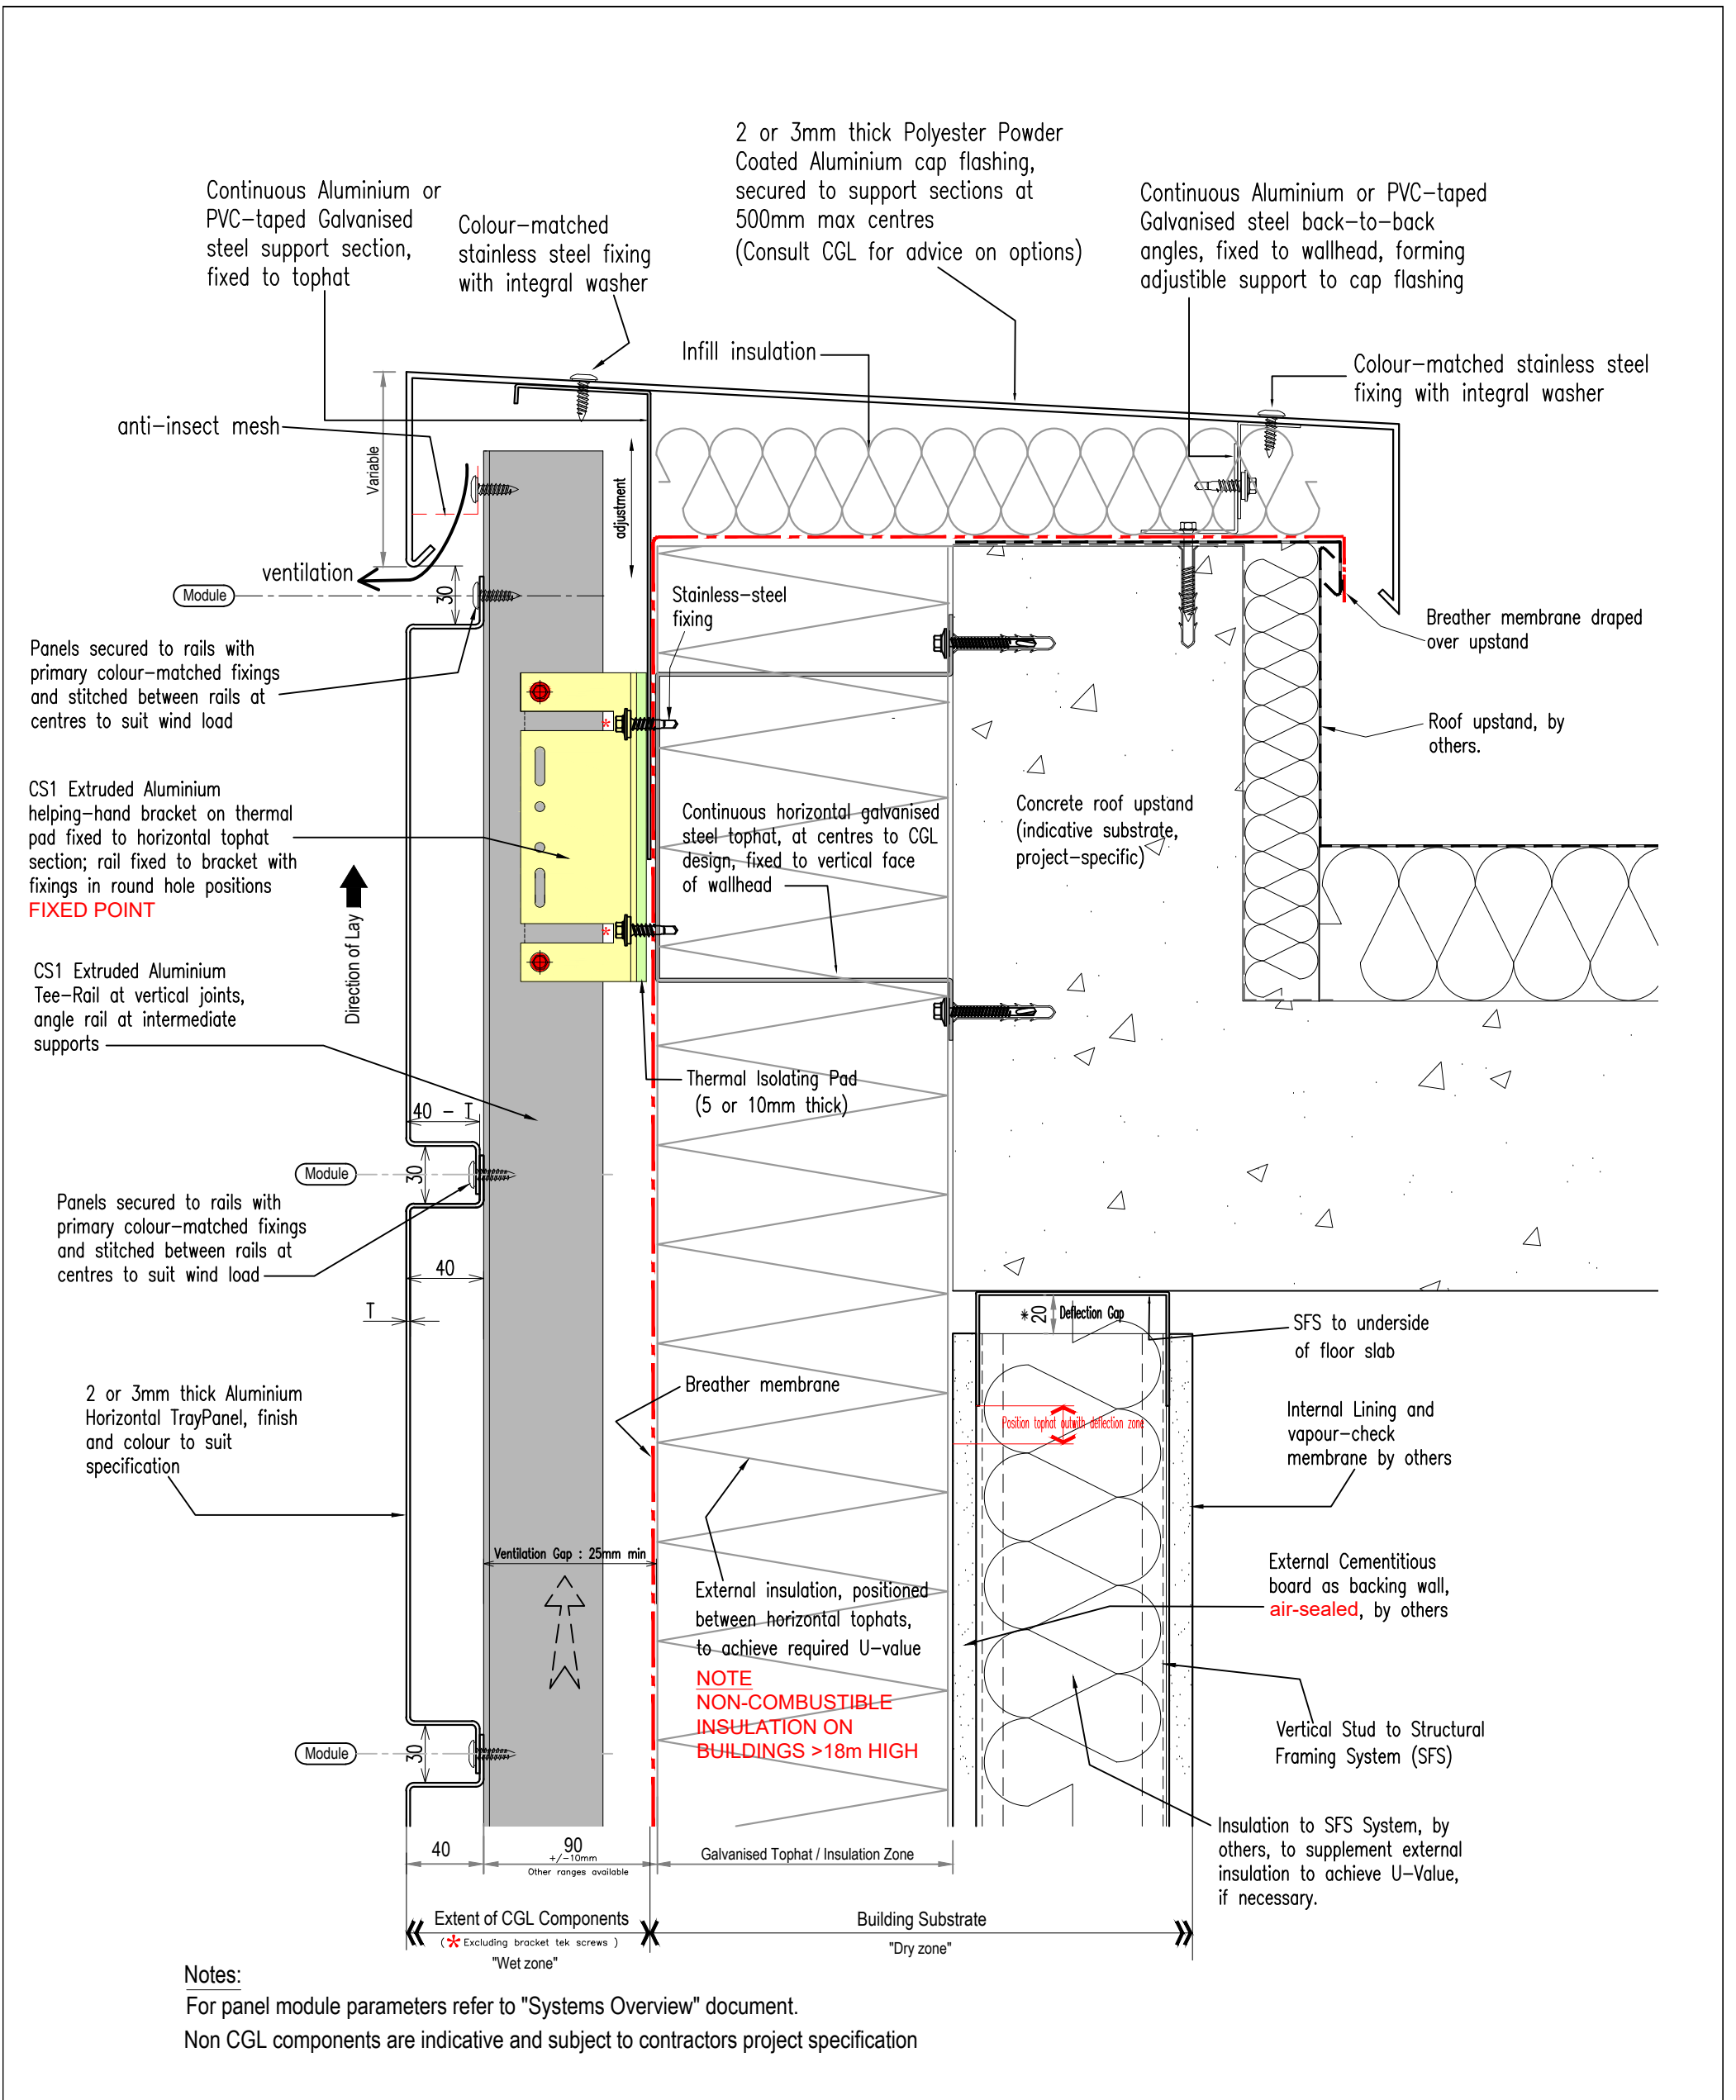 2 or 3mm thick Polyester Powder
Coated Aluminium cap flashing,
secured to support sections at
500mm max centres
(Consult CGL for advice on options)
Continuous Aluminium or
PVC-taped Galvanised
steel support section,
fixed to tophat
Colour-matched
stainless steel fixing
with integral washer
Continuous Aluminium or PVC-taped
Galvanised steel back-to-back
angles, fixed to wallhead, forming
adjustible support to cap flashing
Infill insulation
Colour-matched stainless steel
fixing with integral washer
anti-insect mesh
Variable
adjustment
ventilation
Module
30
Stainless-steel
fixing
Breather membrane draped
over upstand
Panels secured to rails with
primary colour-matched fixings
and stitched between rails at
centres to suit wind load
Roof upstand, by
others.
*
CS1 Extruded Aluminium
helping-hand bracket on thermal
pad fixed to horizontal tophat
section; rail fixed to bracket with
fixings in round hole positions
FIXED POINT
Direction of Lay
Continuous horizontal galvanised
steel tophat, at centres to CGL
design, fixed to vertical face
of wallhead
Concrete roof upstand
(indicative substrate,
project-specific)
*
CS1 Extruded Aluminium
Tee-Rail at vertical joints,
angle rail at intermediate
supports
Thermal Isolating Pad
(5 or 10mm thick)
40 - T
Module
30
Panels secured to rails with
primary colour-matched fixings
and stitched between rails at
centres to suit wind load
40
T
*20
Deflection Gap
SFS to underside
of floor slab
2 or 3mm thick Aluminium
Horizontal TrayPanel, finish
and colour to suit
specification
Breather membrane
Position tophat outwith deflection zone
Internal Lining and
vapour-check
membrane by others
Ventilation Gap : 25mm min
External insulation, positioned
between horizontal tophats,
to achieve required U-value
NOTE
NON-COMBUSTIBLE
INSULATION ON
BUILDINGS >18m HIGH
External Cementitious
board as backing wall,
air-sealed, by others
Module
30
Vertical Stud to Structural
Framing System (SFS)
Insulation to SFS System, by
others, to supplement external
insulation to achieve U-Value,
if necessary.
40
90
+/-10mm
Other ranges available
Galvanised Tophat / Insulation Zone
Extent of CGL Components
( * Excluding bracket tek screws )
"Wet zone"
Building Substrate
"Dry zone"
Notes:
For panel module parameters refer to "Systems Overview" document.
Non CGL components are indicative and subject to contractors project specification